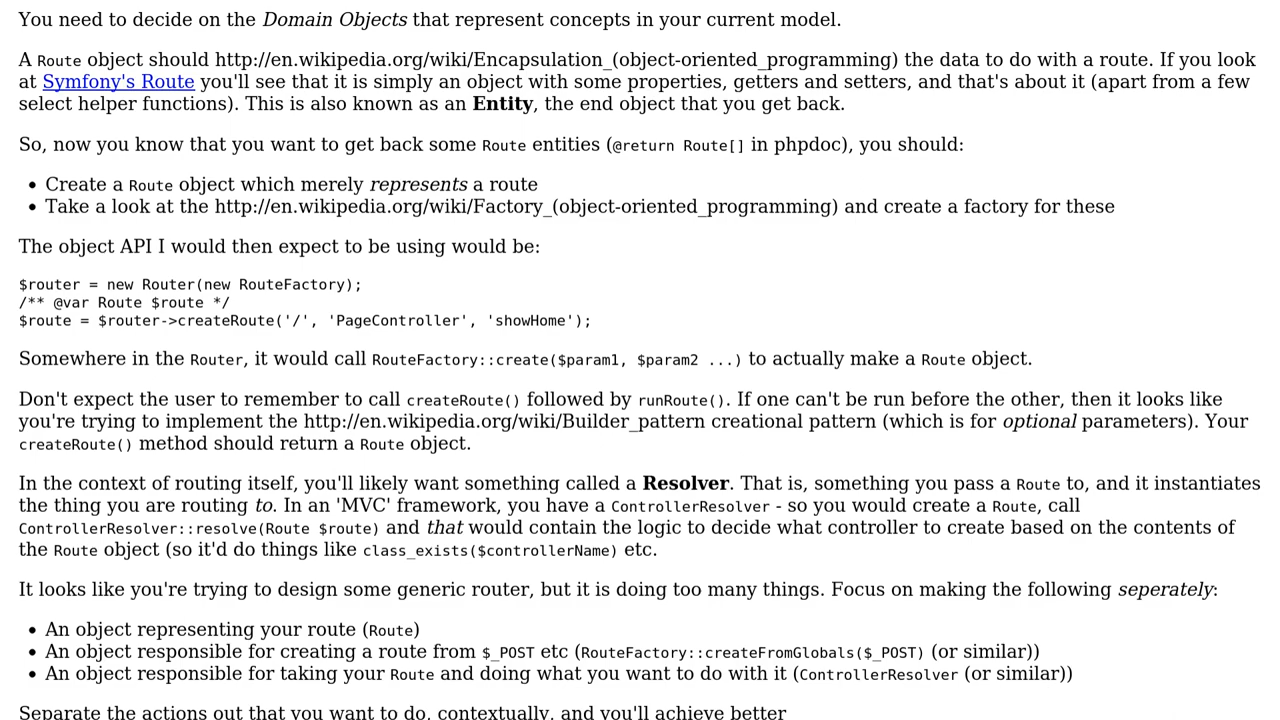 You need to decide on the Domain Objects that represent concepts in your current model.
A Route object should http://en.wikipedia.org/wiki/Encapsulation_(object-oriented_programming) the data to do with a route. If you look
at Symfony's Route you'll see that it is simply an object with some properties, getters and setters, and that's about it (apart from a few
select helper functions). This is also known as an Entity, the end object that you get back.
So, now you know that you want to get back some Route entities (@return Route[] in phpdoc), you should:
• Create a Route object which merely represents a route
• Take a look at the http://en.wikipedia.org/wiki/Factory_(object-oriented_programming) and create a factory for these
The object API I would then expect to be using would be:
$router = new Router(new RouteFactory);
/** @var Route $route */
$route = $router->createRoute('/', 'PageController', 'showHome');
Somewhere in the Router, it would call RouteFactory::create($param1, $param2 ...) to actually make a Route object.
Don't expect the user to remember to call createRoute() followed by runRoute(). If one can't be run before the other, then it looks like
you're trying to implement the http://en.wikipedia.org/wiki/Builder_pattern creational pattern (which is for optional parameters). Your
createRoute() method should return a Route object.
In the context of routing itself, you'll likely want something called a Resolver. That is, something you pass a Route to, and it instantiates
the thing you are routing to. In an 'MVC' framework, you have a ControllerResolver - so you would create a Route, call
ControllerResolver::resolve(Route $route) and that would contain the logic to decide what controller to create based on the contents of
the Route object (so it'd do things like class_exists($controllerName) etc.
It looks like you're trying to design some generic router, but it is doing too many things. Focus on making the following seperately:
• An object representing your route (Route)
• An object responsible for creating a route from $_POST etc (RouteFactory::createFromGlobals($_POST) (or similar))
• An object responsible for taking your Route and doing what you want to do with it (ControllerResolver (or similar))
Separate the actions out that you want to do, contextually, and you'll achieve better